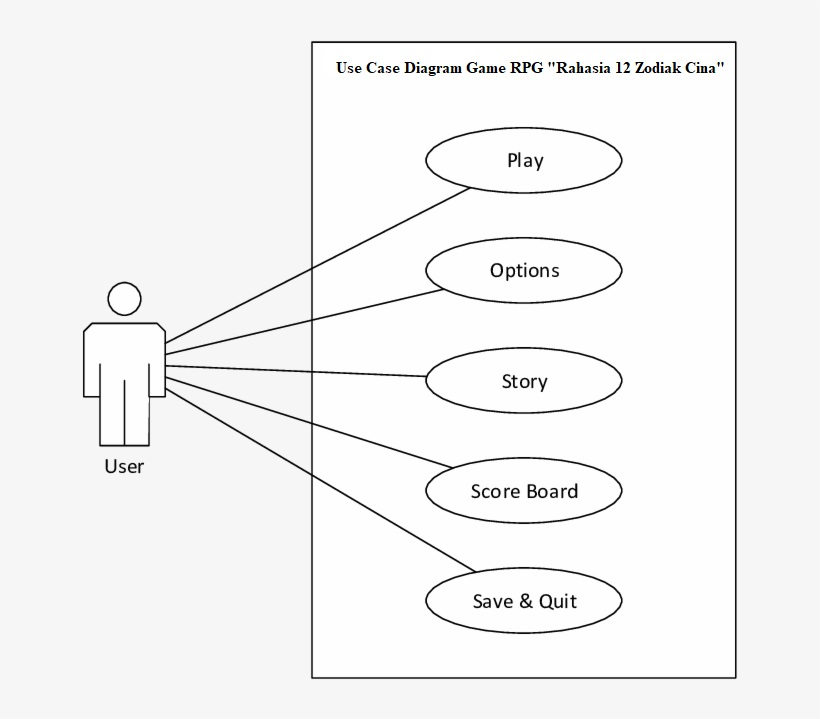 Use Case Diagram Game RPG "Rahasia 12 Zodiak Cina"
Play
Options
Story
Score Board
Save & Quit
User